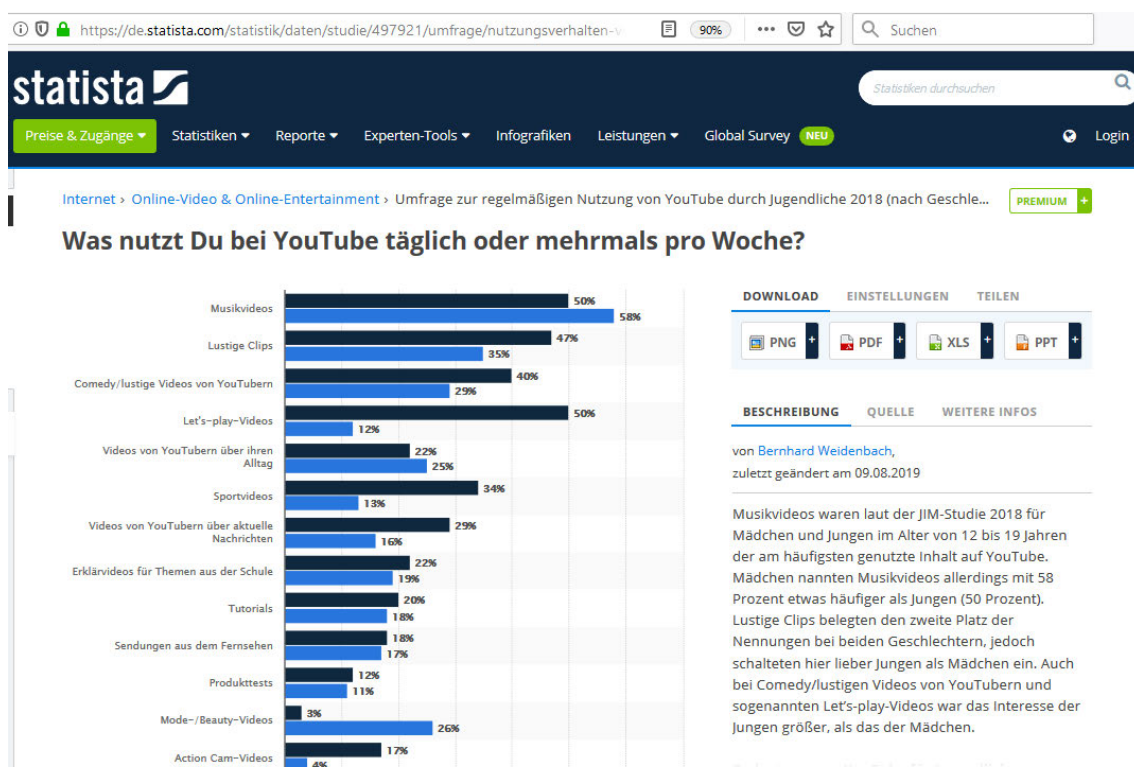 https://de.statista.com/statistik/daten/studie/497921/umfrage/nutzungsverhalten-
90%
Suchen
statista
Statistiken durchsuchen
Preise & Zugänge
Statistiken
Reporte
Experten-Tools
Infografiken
Leistungen
Global Survey
NEU
Login
Internet › Online-Video & Online-Entertainment › Umfrage zur regelmäßigen Nutzung von YouTube durch Jugendliche 2018 (nach Geschle...
PREMIUM +
Was nutzt Du bei YouTube täglich oder mehrmals pro Woche?
Musikvideos
50%
58%
Lustige Clips
47%
35%
Comedy/lustige Videos von YouTubern
40%
29%
Let's-play-Videos
50%
12%
Videos von YouTubern über ihren
Alltag
22%
25%
Sportvideos
34%
13%
Videos von YouTubern über aktuelle
Nachrichten
29%
16%
Erklärvideos für Themen aus der Schule
22%
19%
Tutorials
20%
18%
Sendungen aus dem Fernsehen
18%
17%
Produkttests
12%
11%
Mode-/Beauty-Videos
3%
26%
Action Cam-Videos
17%
4%
DOWNLOAD
EINSTELLUNGEN
TEILEN
PNG +
PDF +
XLS +
PPT +
BESCHREIBUNG
QUELLE
WEITERE INFOS
von Bernhard Weidenbach,
zuletzt geändert am 09.08.2019
Musikvideos waren laut der JIM-Studie 2018 für
Mädchen und Jungen im Alter von 12 bis 19 Jahren
der am häufigsten genutzte Inhalt auf YouTube.
Mädchen nannten Musikvideos allerdings mit 58
Prozent etwas häufiger als Jungen (50 Prozent).
Lustige Clips belegten den zweite Platz der
Nennungen bei beiden Geschlechtern, jedoch
schalteten hier lieber Jungen als Mädchen ein. Auch
bei Comedy/lustigen Videos von YouTubern und
sogenannten Let's-play-Videos war das Interesse der
Jungen größer, als das der Mädchen.